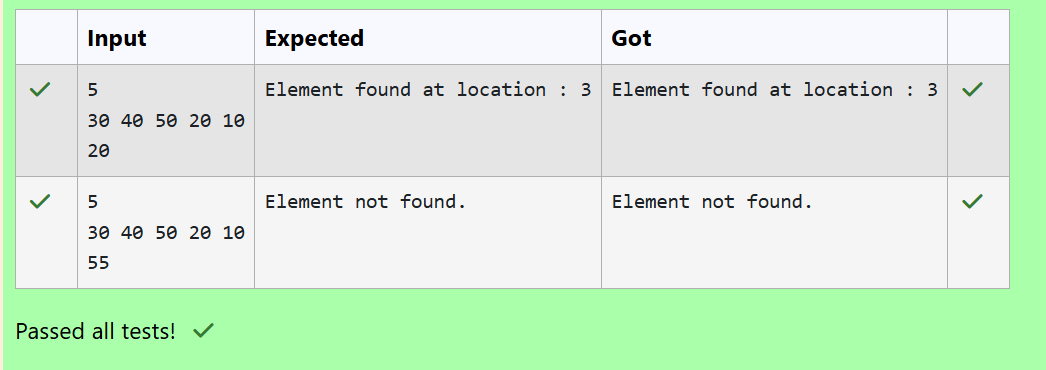 Input Expected Got
5 Element found at location : 3 Element found at location : 3
30 40 50 20 10
20
5 Element not found. Element not found.
30 40 50 20 10
55
Passed all tests!